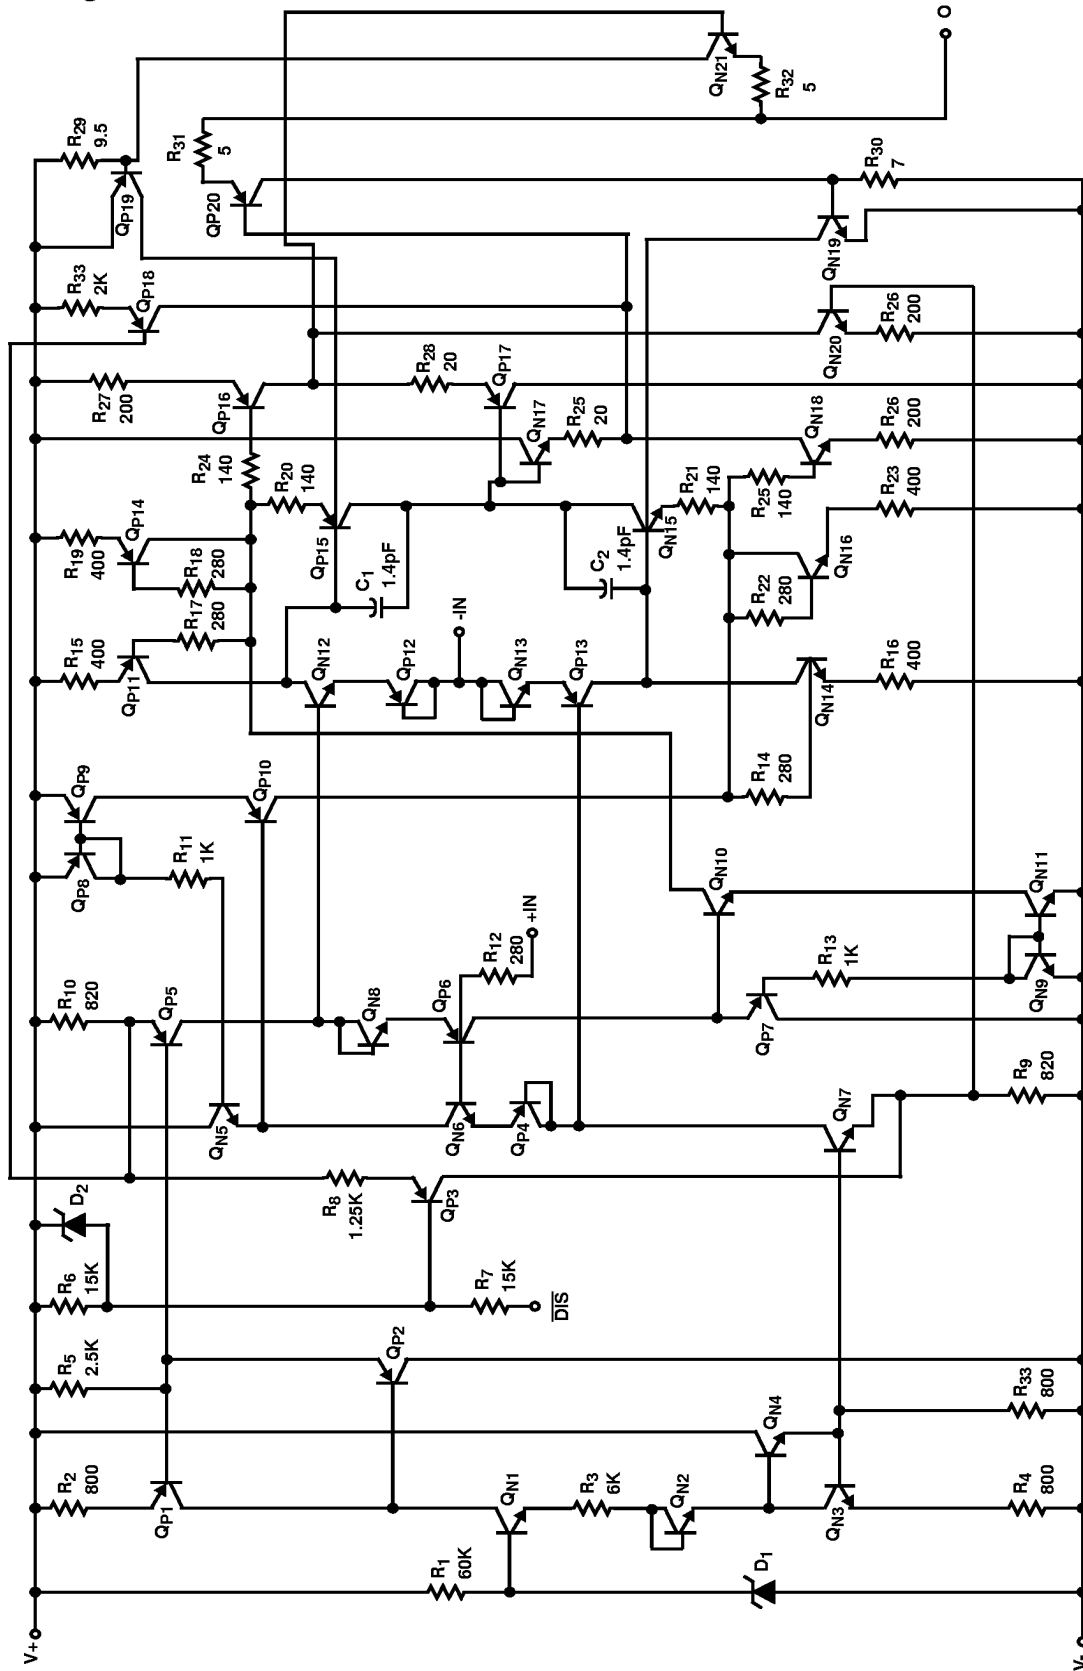 V+
V-
R1
60K
D1
R2
800
QP1
QN1
R3
6K
QN2
QN3
R4
800
QN4
R33
800
R5
2.5K
QP2
R6
15K
D2
R7
15K
DIS
QP3
R8
1.25K
QN5
QN6
QP4
QN7
R9
820
R10
820
QP5
QN8
QP6
R12
280
+IN
QP7
R13
1K
QN9
QN11
QN10
QP8
QP9
R11
1K
QP10
R14
280
R15
400
QP11
R17
280
R18
280
QN12
QP12
-IN
QN13
QP13
QN14
R16
400
R19
400
QP14
C1
1.4pF
C2
1.4pF
QP15
R20
140
QN15
R21
140
R22
280
QN16
R23
400
R24
140
R25
140
QN18
R26
200
QN17
R25
20
R27
200
QP16
R28
20
QP17
QN20
R26
200
R33
2K
QP18
QP19
R29
9.5
QP20
R31
5
QN19
R30
7
QN21
R32
5
O